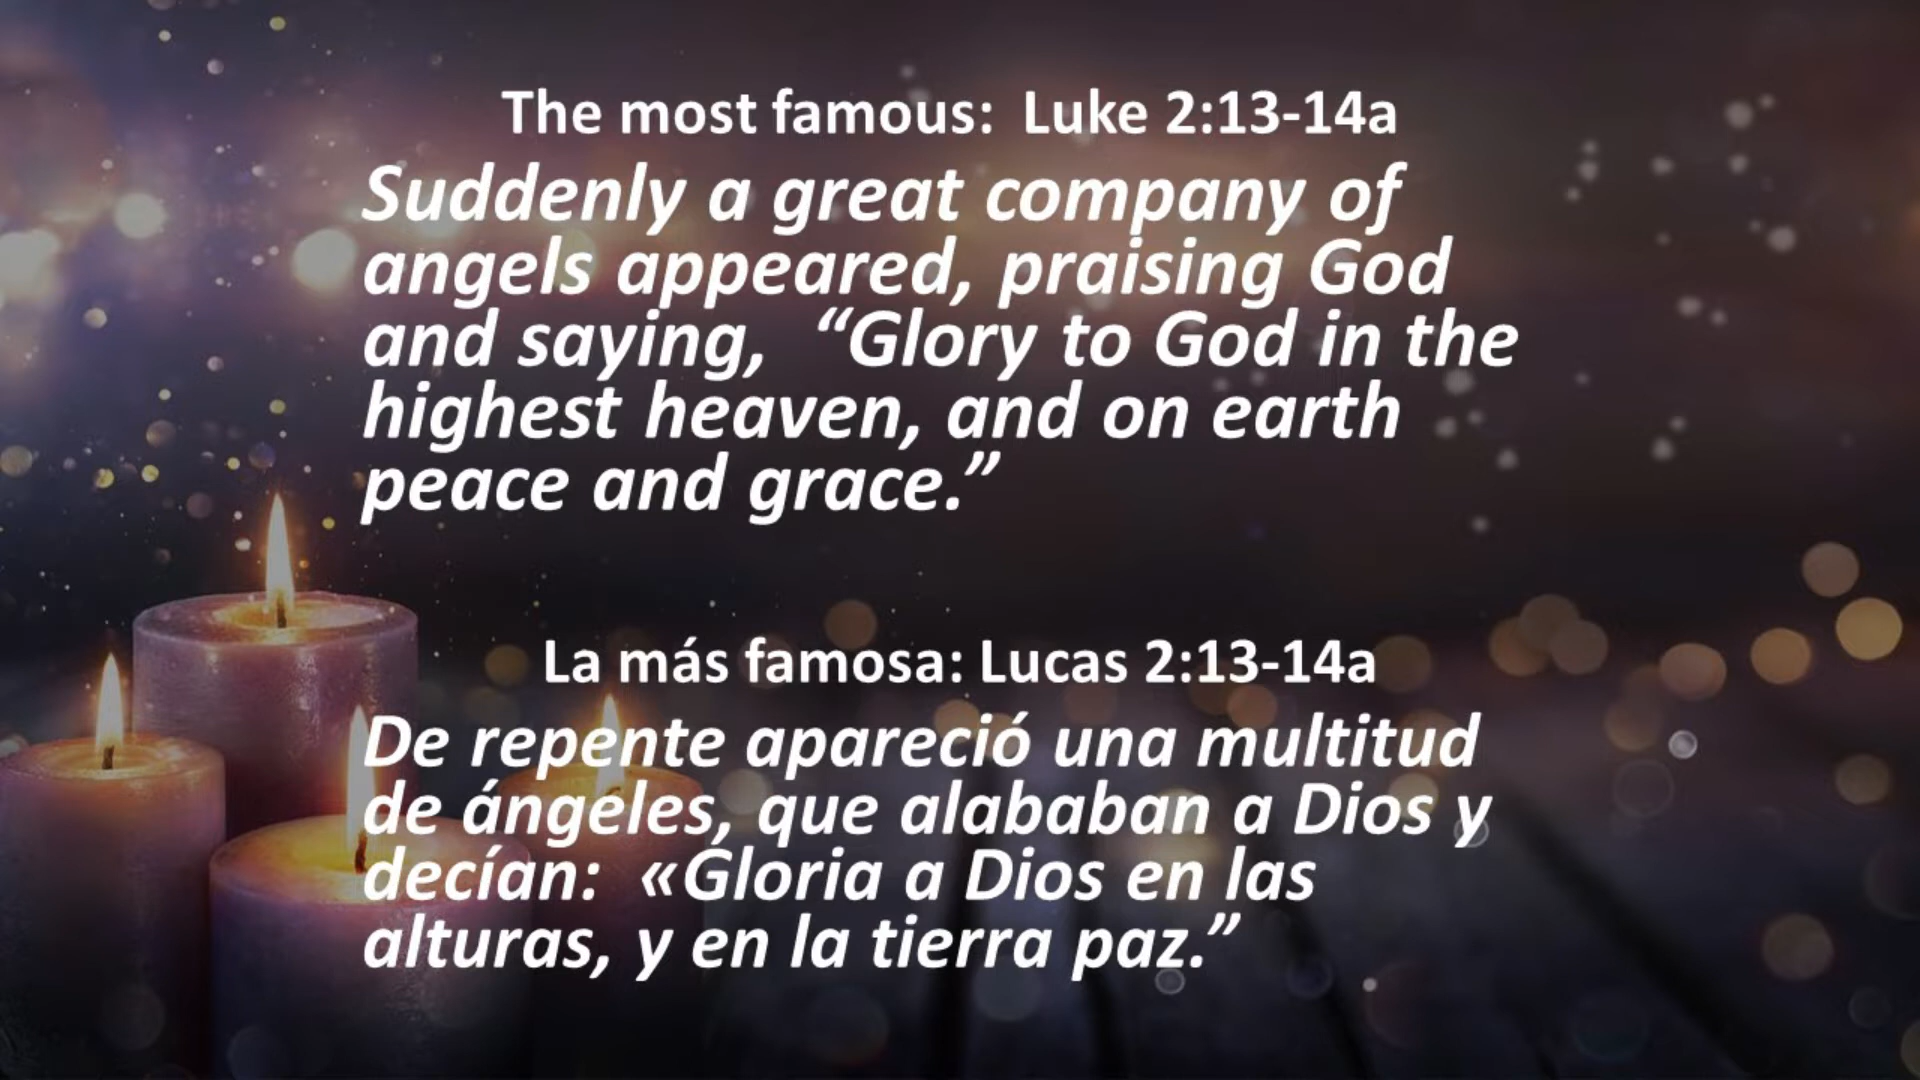 The most famous:  Luke 2:13-14a
Suddenly a great company of
angels appeared, praising God
and saying,  “Glory to God in the
highest heaven, and on earth
peace and grace.”
La más famosa: Lucas 2:13-14a
De repente apareció una multitud
de ángeles, que alababan a Dios y
decían:  «Gloria a Dios en las
alturas, y en la tierra paz.”